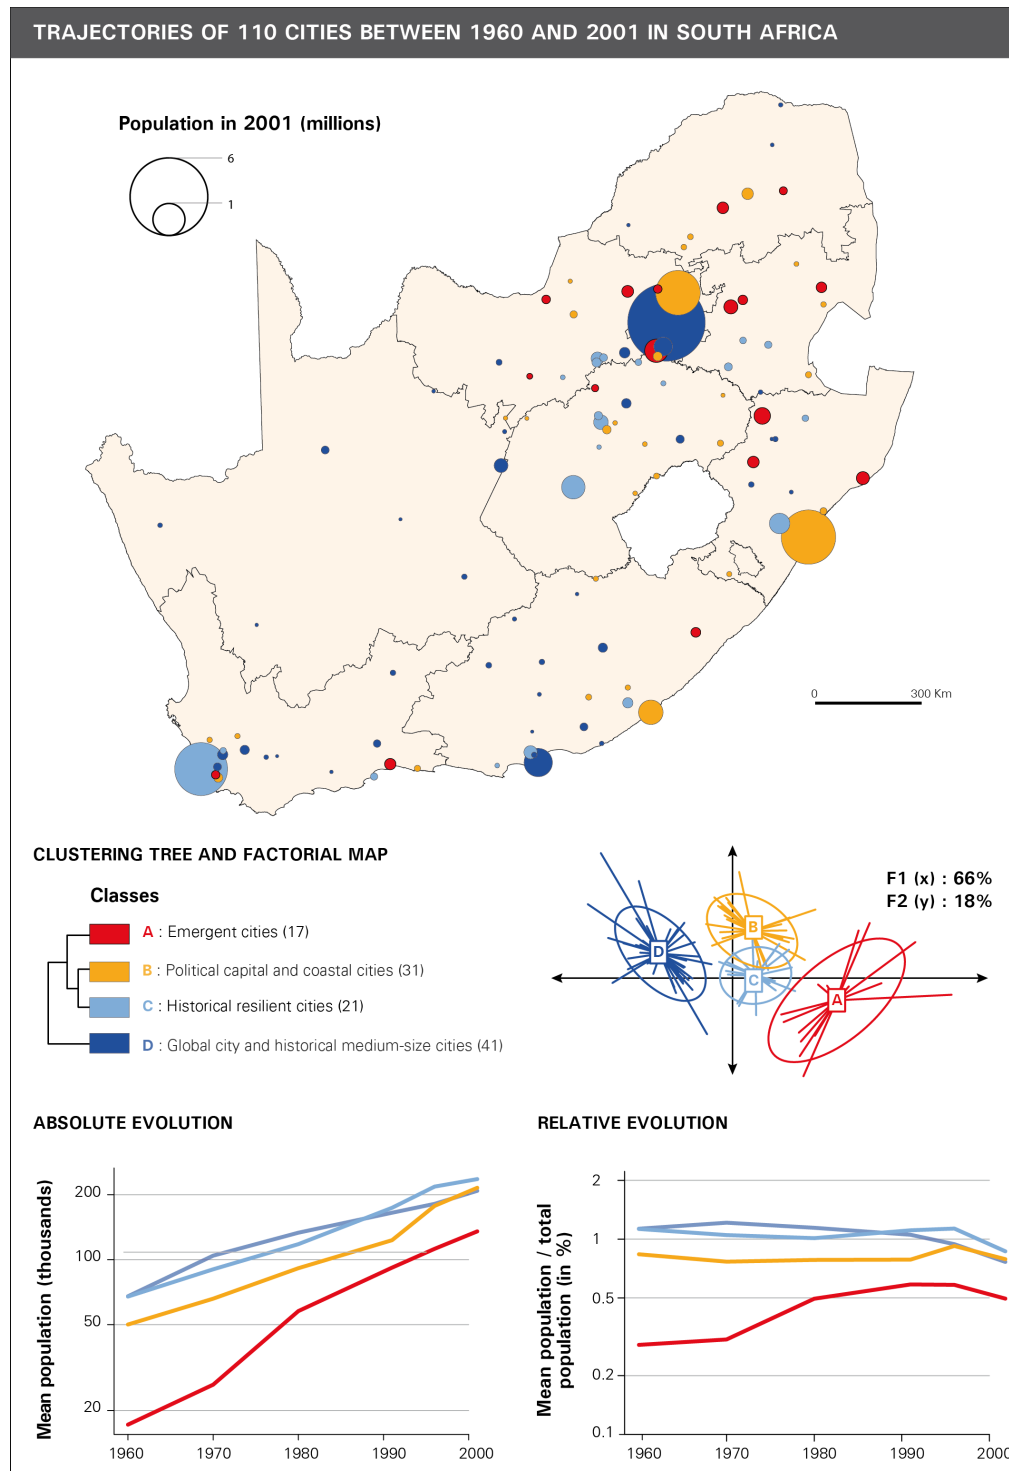 TRAJECTORIES OF 110 CITIES BETWEEN 1960 AND 2001 IN SOUTH AFRICA
Population in 2001 (millions)
6
1
0 300 Km
CLUSTERING TREE AND FACTORIAL MAP
Classes
A : Emergent cities (17)
B : Political capital and coastal cities (31)
C : Historical resilient cities (21)
D : Global city and historical medium-size cities (41)
F1 (x) : 66%
F2 (y) : 18%
B
D
C
A
ABSOLUTE EVOLUTION
Mean population (thousands)
200
100
50
20
1960 1970 1980 1990 2000
RELATIVE EVOLUTION
Mean population / total
population (in %)
2
1
0.5
0.2
0.1
1960 1970 1980 1990 2000